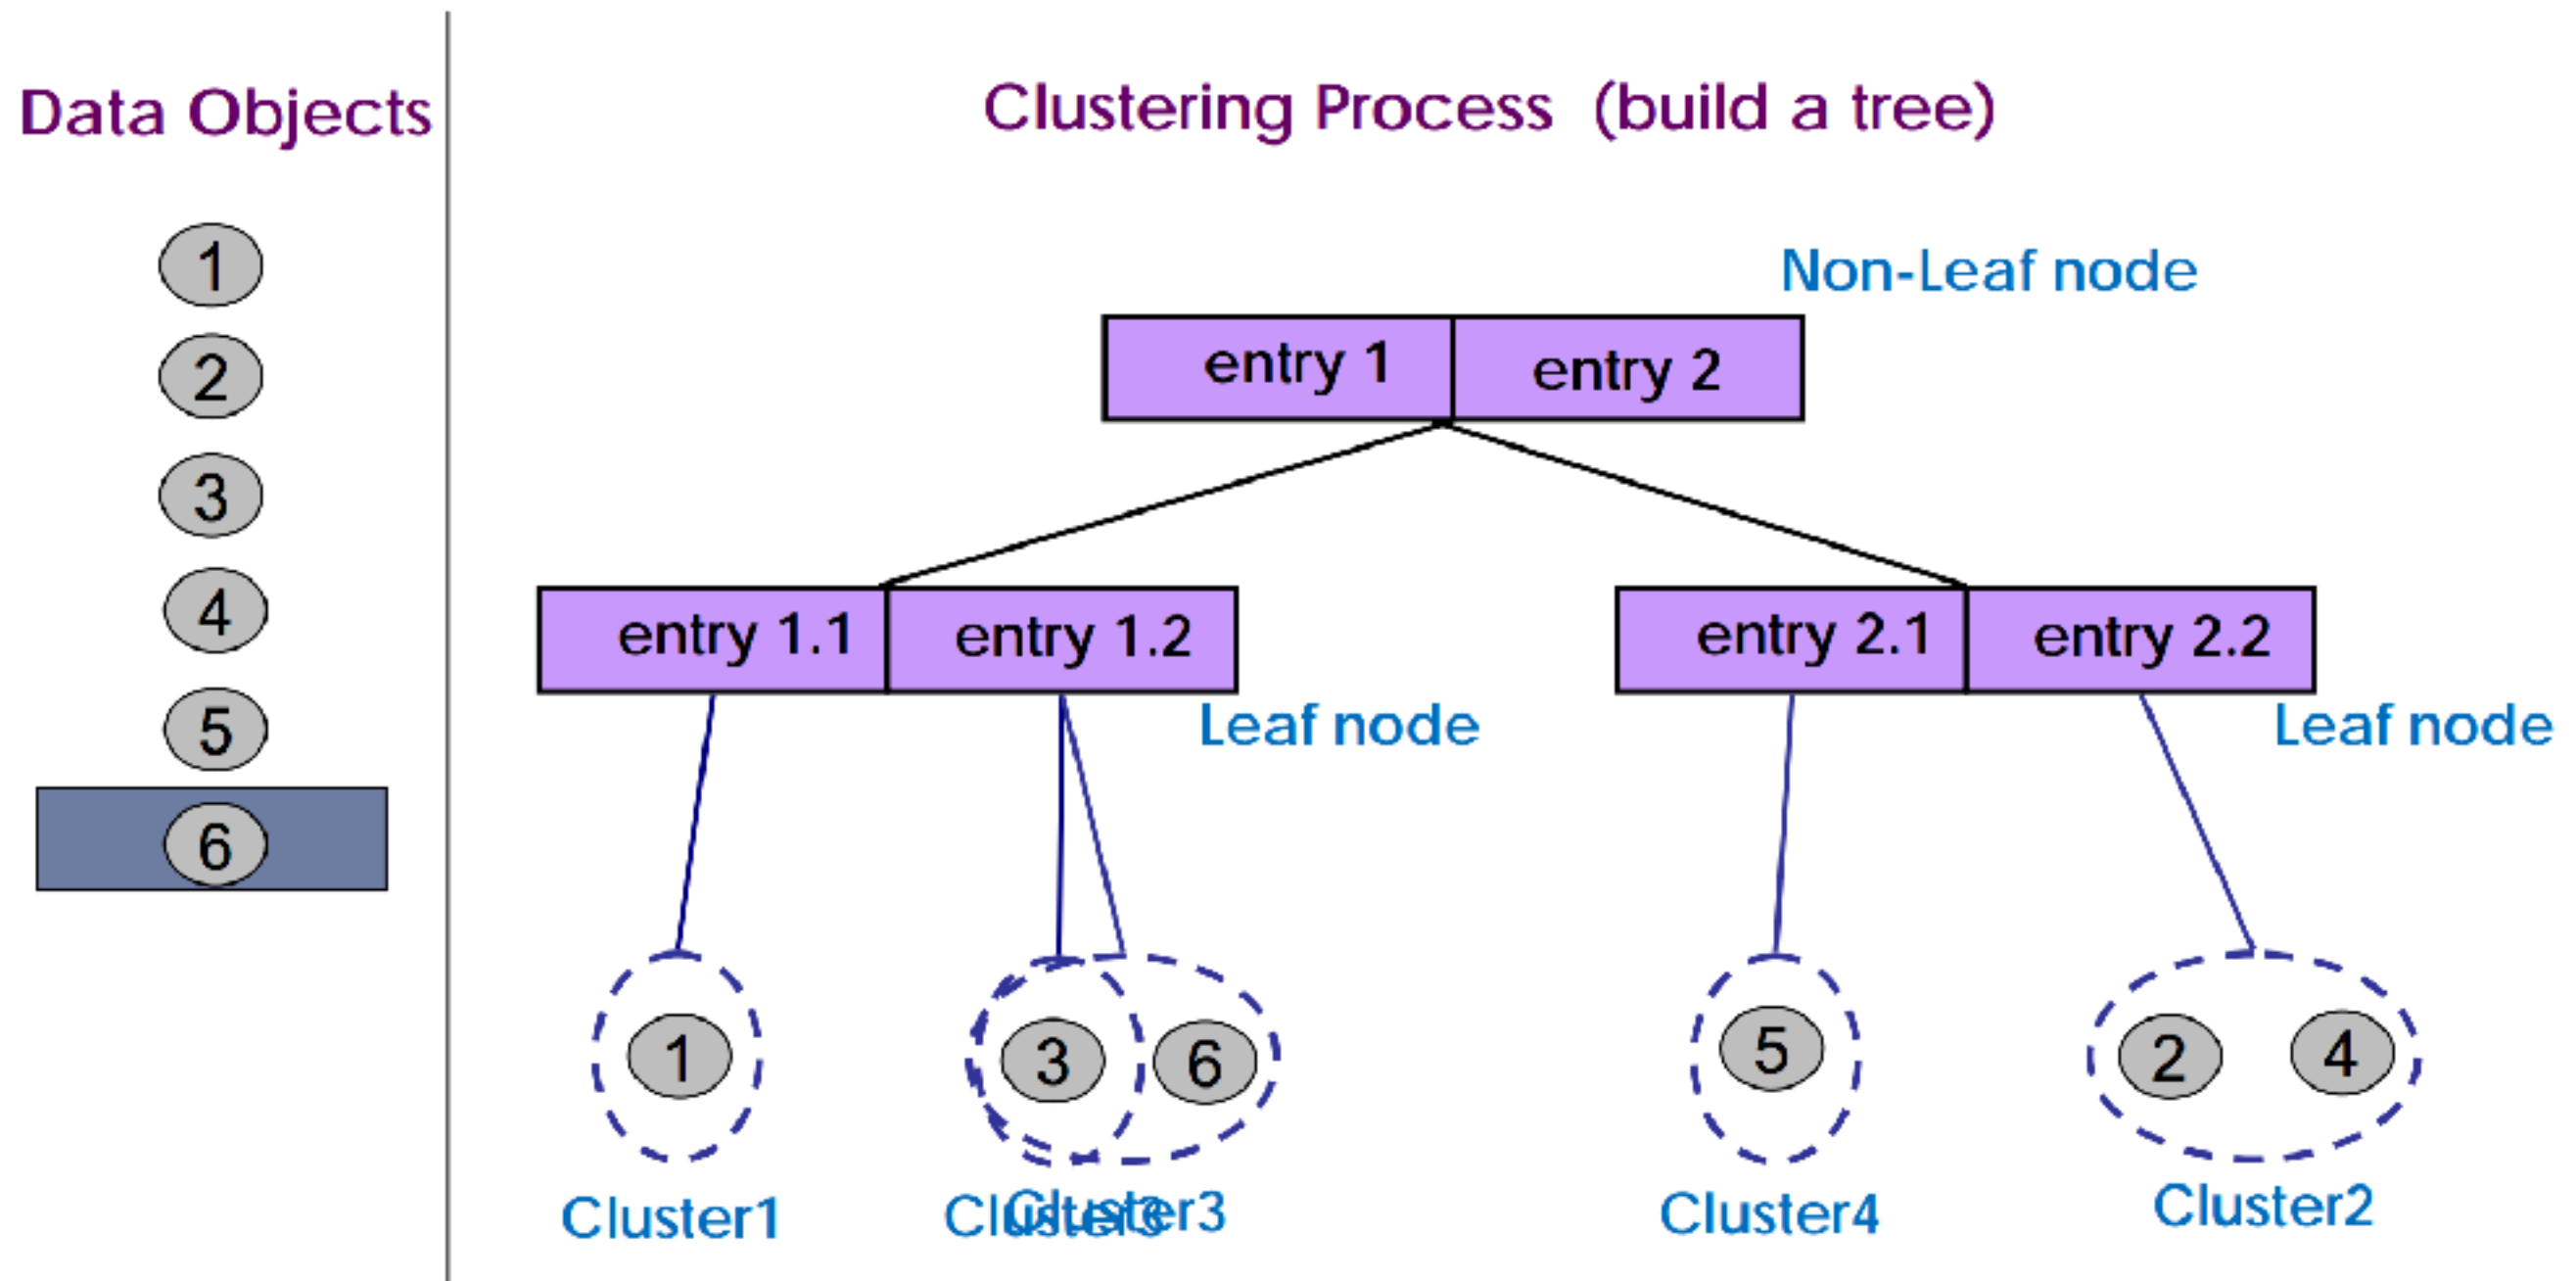 Data Objects
1
2
3
4
5
6
Clustering Process (build a tree)
Non-Leaf node
entry 1
entry 2
entry 1.1
entry 1.2
entry 2.1
entry 2.2
Leaf node
Leaf node
1
3
6
5
2
4
Cluster1
Cluster3
Cluster3
Cluster4
Cluster2